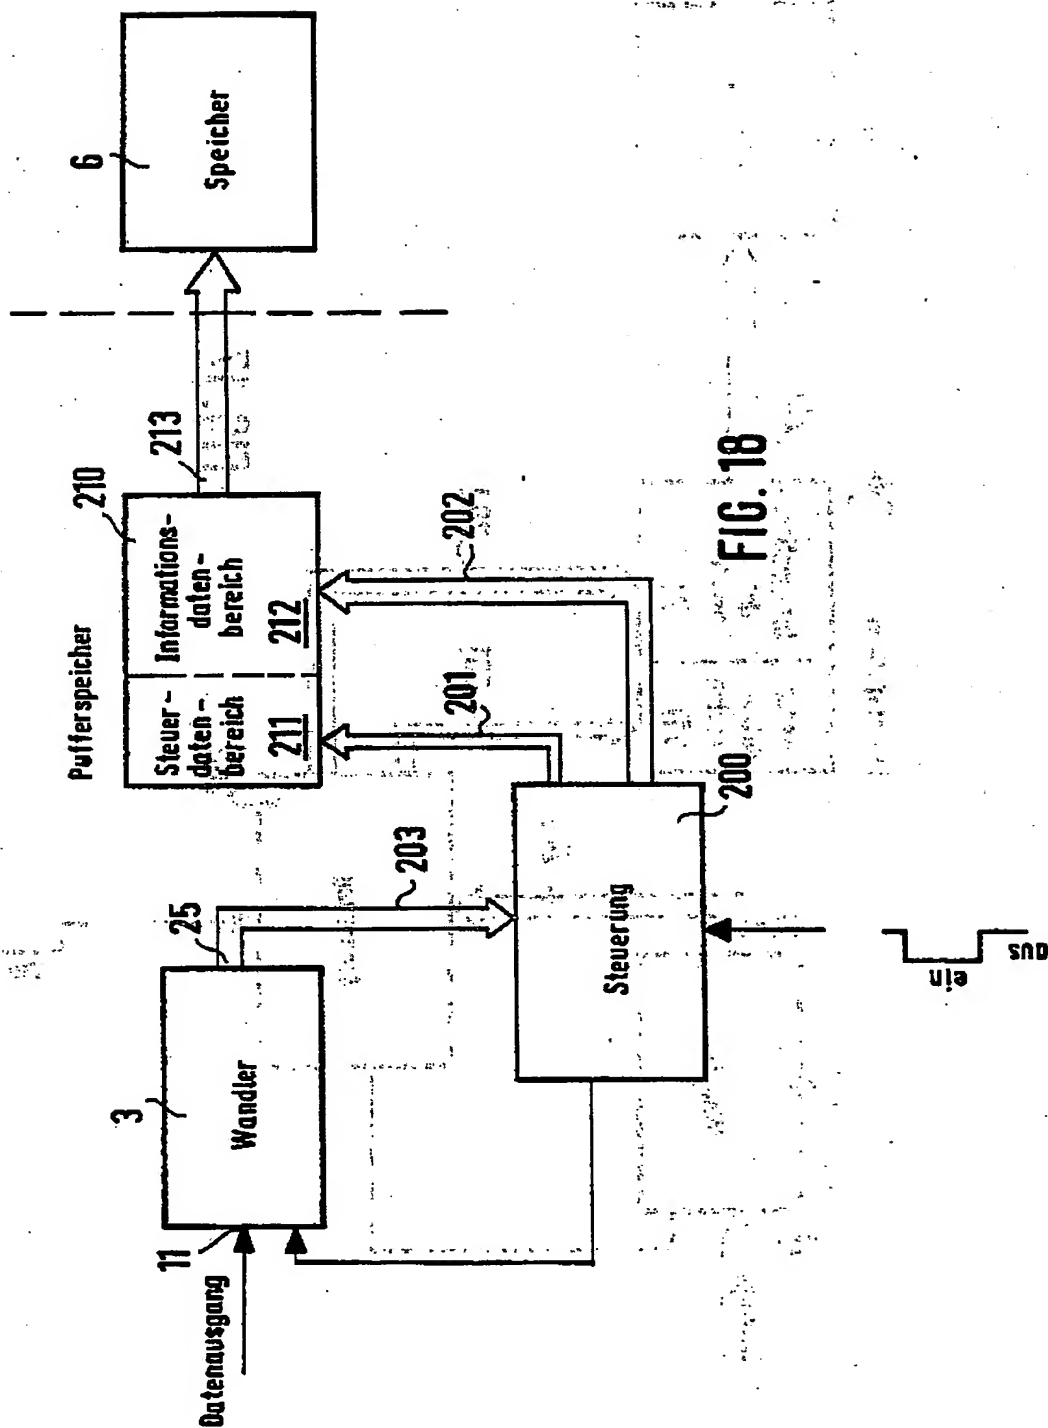 Datenausgang
11
3
Wandler
25
203
Pufferspeicher
210
Steuer-
daten-
bereich
211
Informations-
daten-
bereich
212
213
6
Speicher
201
202
Steuerung
200
ein
aus
FIG. 18